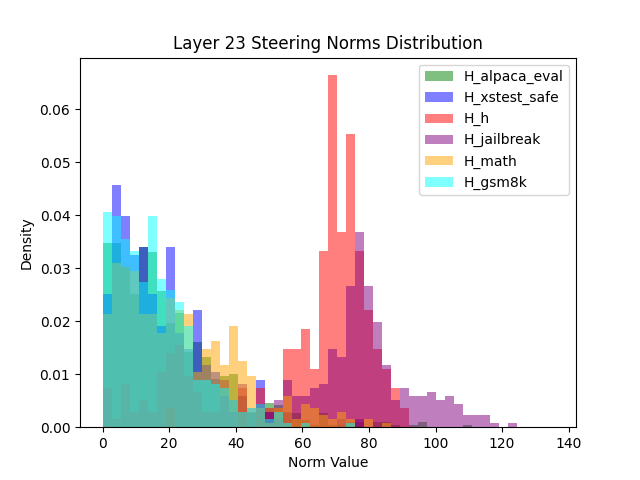 Layer 23 Steering Norms Distribution
H_alpaca_eval
H_xstest_safe
H_h
H_jailbreak
H_math
H_gsm8k
Density
0.06
0.05
0.04
0.03
0.02
0.01
0.00
0 20 40 60 80 100 120 140
Norm Value